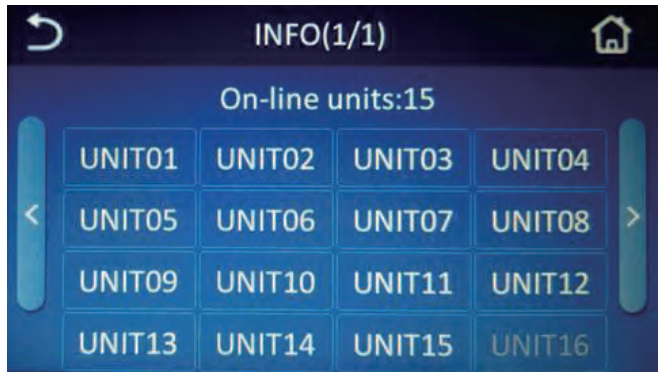 INFO(1/1)
On-line units:15
UNIT01 UNIT02 UNIT03 UNIT04
< UNIT05 UNIT06 UNIT07 UNIT08 >
UNIT09 UNIT10 UNIT11 UNIT12
UNIT13 UNIT14 UNIT15 UNIT16